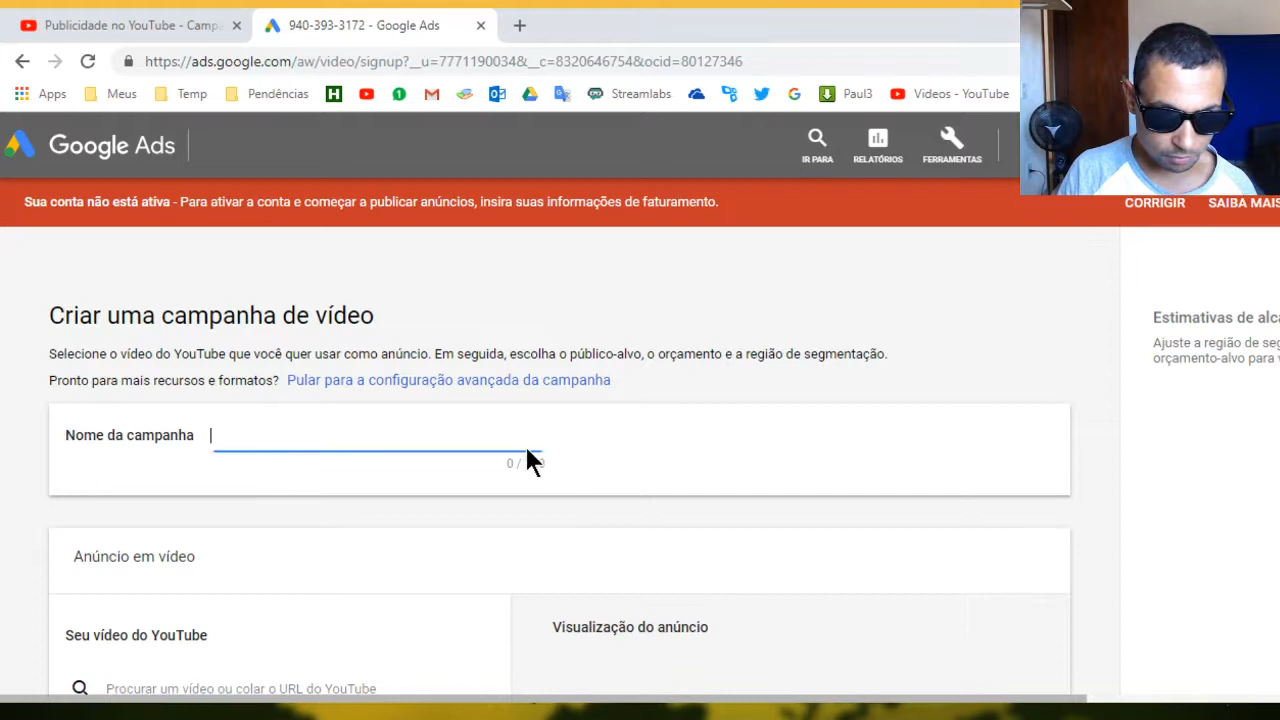 Publicidade no YouTube - Camp
940-393-3172 - Google Ads
https://ads.google.com/aw/video/signup?__u=7771190034&__c=8320646754&ocid=80127346
Apps Meus Temp Pendências Streamlabs Paul3 Videos - YouTube
Google Ads
IR PARA RELATÓRIOS FERRAMENTAS
Sua conta não está ativa - Para ativar a conta e começar a publicar anúncios, insira suas informações de faturamento.
CORRIGIR SAIBA MAIS
Criar uma campanha de vídeo
Selecione o vídeo do YouTube que você quer usar como anúncio. Em seguida, escolha o público-alvo, o orçamento e a região de segmentação.
Pronto para mais recursos e formatos? Pular para a configuração avançada da campanha
Nome da campanha
0 /
Anúncio em vídeo
Seu vídeo do YouTube
Procurar um vídeo ou colar o URL do YouTube
Visualização do anúncio
Estimativas de alca
Ajuste a região de seg
orçamento-alvo para v